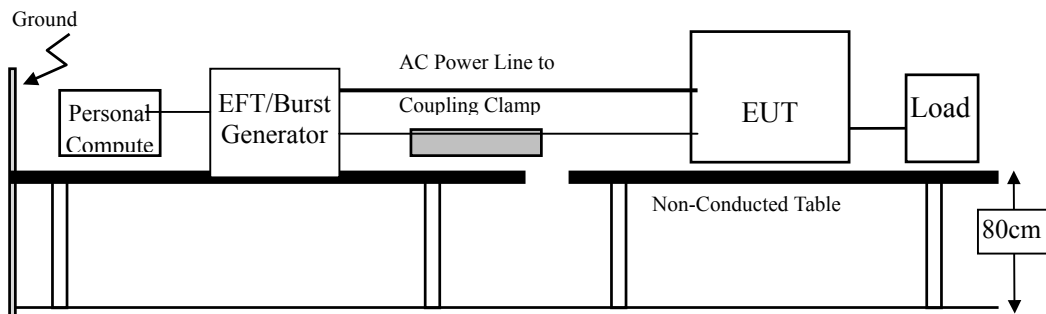 Ground
AC Power Line to
Coupling Clamp
Personal
Compute
EFT/Burst
Generator
EUT
Load
Non-Conducted Table
80cm